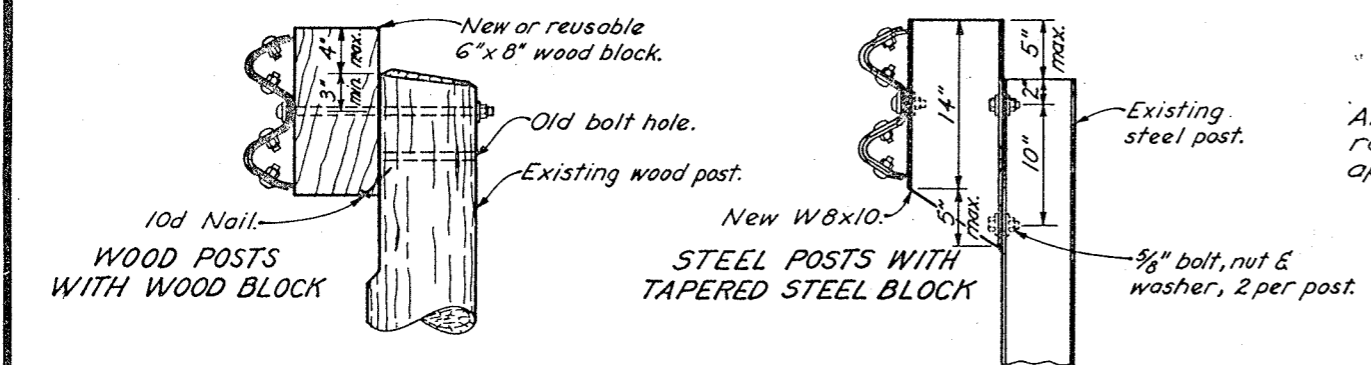 New or reusable
6"x 8" wood block.
4"
max.
3"
min.
Old bolt hole.
Existing wood post.
10d Nail.
WOOD POSTS
WITH WOOD BLOCK
5"
max.
2"
14"
10"
Existing
steel post.
New W8x10.
5"
max.
STEEL POSTS WITH
TAPERED STEEL BLOCK
5/8" bolt, nut &
washer, 2 per post.